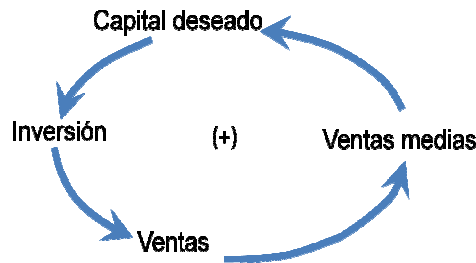 Capital deseado
Inversión
(+)
Ventas medias
Ventas